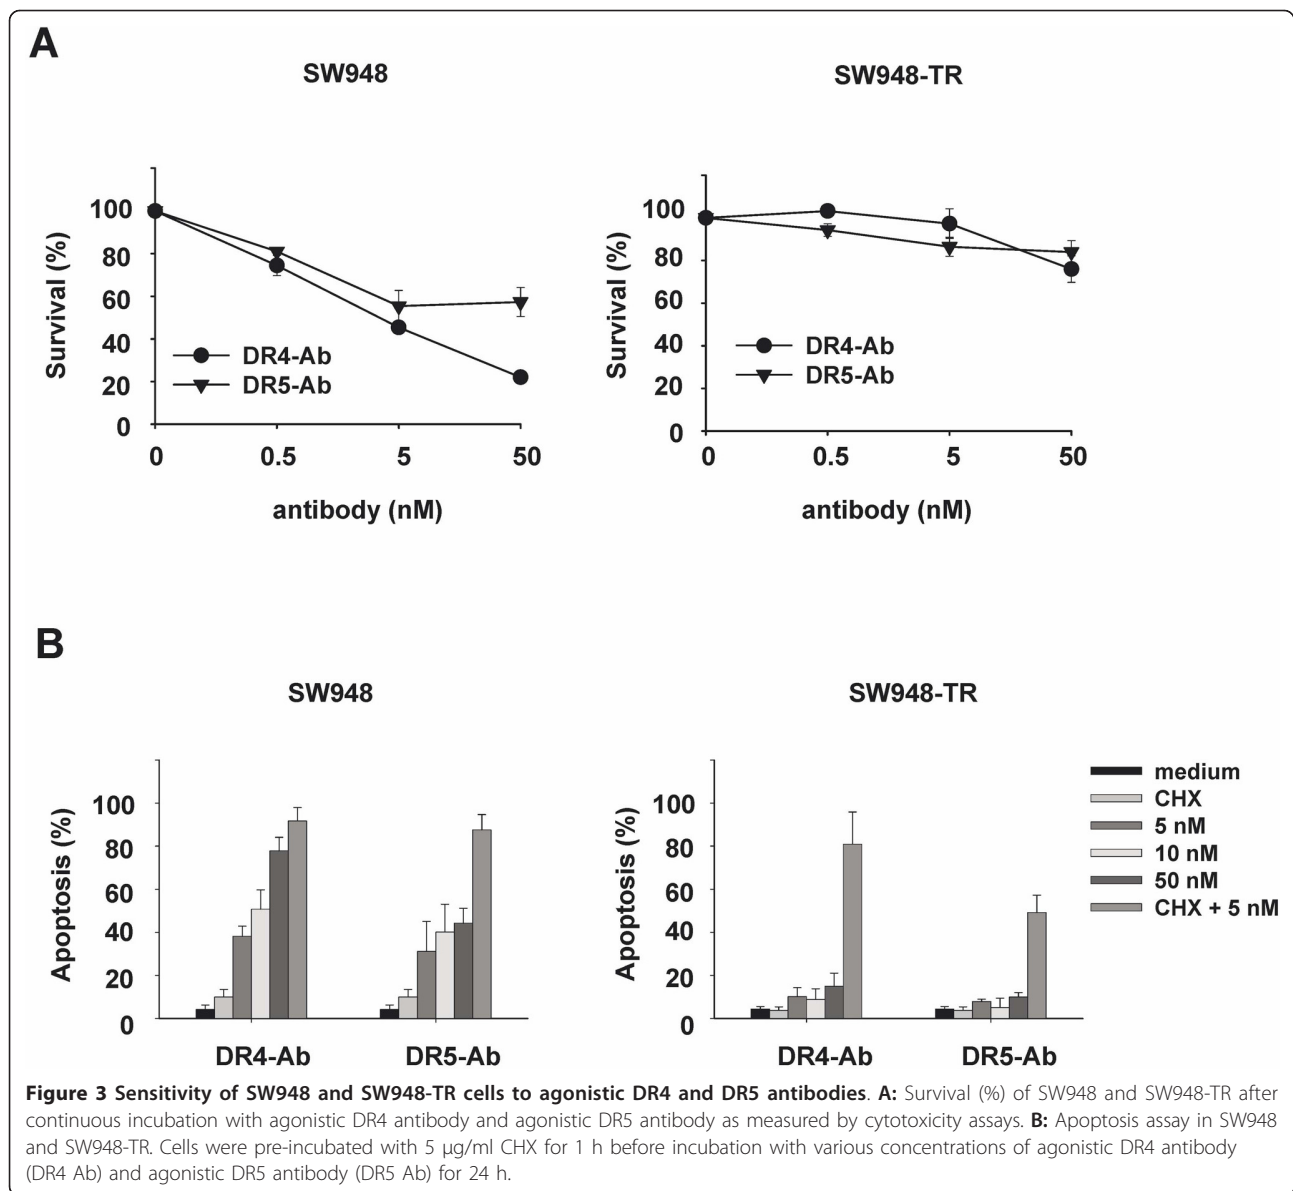 A
SW948
SW948-TR
Survival (%)
100
80
60
40
20
0
DR4-Ab
DR5-Ab
0 0.5 5 50
antibody (nM)
Survival (%)
100
80
60
40
20
0
DR4-Ab
DR5-Ab
0 0.5 5 50
antibody (nM)
B
SW948
SW948-TR
Apoptosis (%)
100
80
60
40
20
0
DR4-Ab DR5-Ab
Apoptosis (%)
100
80
60
40
20
0
DR4-Ab DR5-Ab
medium
CHX
5 nM
10 nM
50 nM
CHX + 5 nM
Figure 3 Sensitivity of SW948 and SW948-TR cells to agonistic DR4 and DR5 antibodies. A: Survival (%) of SW948 and SW948-TR after
continuous incubation with agonistic DR4 antibody and agonistic DR5 antibody as measured by cytotoxicity assays. B: Apoptosis assay in SW948
and SW948-TR. Cells were pre-incubated with 5 μg/ml CHX for 1 h before incubation with various concentrations of agonistic DR4 antibody
(DR4 Ab) and agonistic DR5 antibody (DR5 Ab) for 24 h.